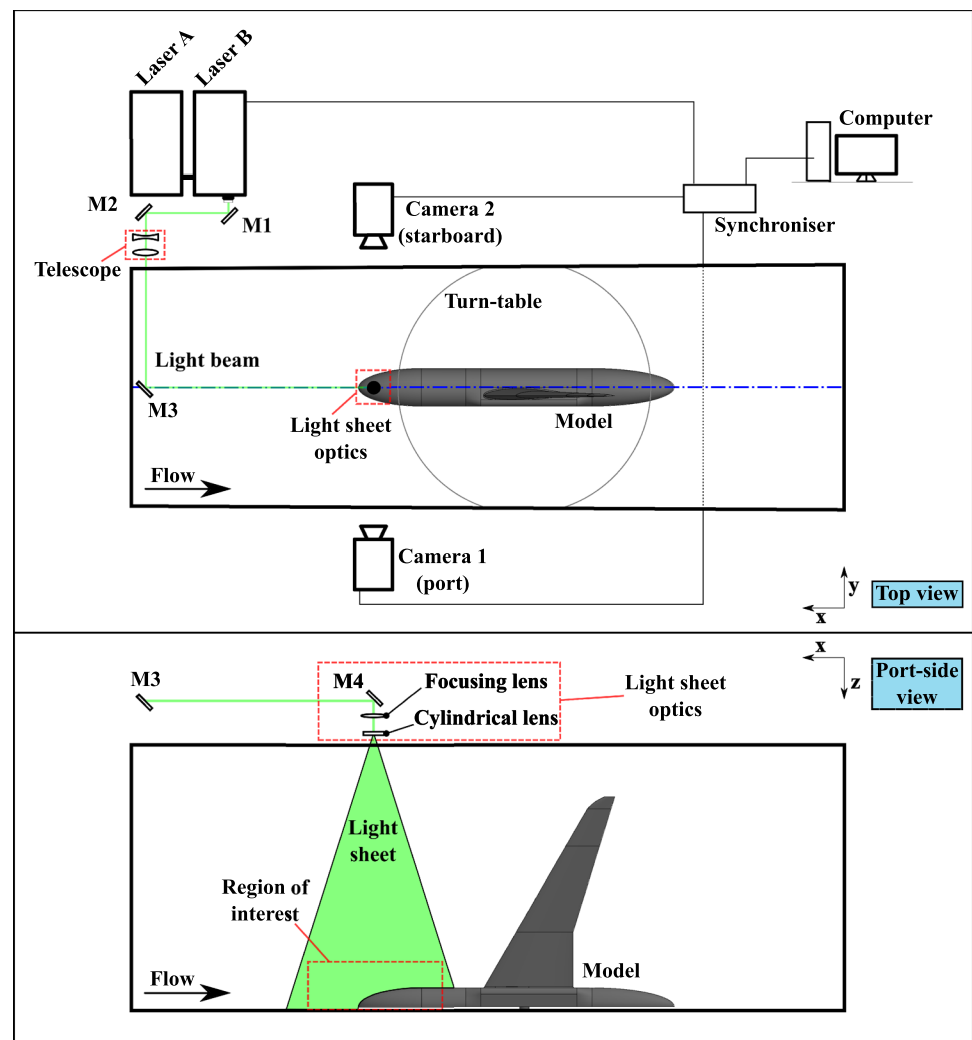 Laser A
Laser B
Computer
M2
M1
Camera 2
(starboard)
Synchroniser
Telescope
Turn-table
Light beam
M3
Light sheet
optics
Model
Flow
Camera 1
(port)
y
x
Top view
M3
M4
Focusing lens
Cylindrical lens
Light sheet
optics
x
z
Port-side
view
Light
sheet
Region of
interest
Model
Flow